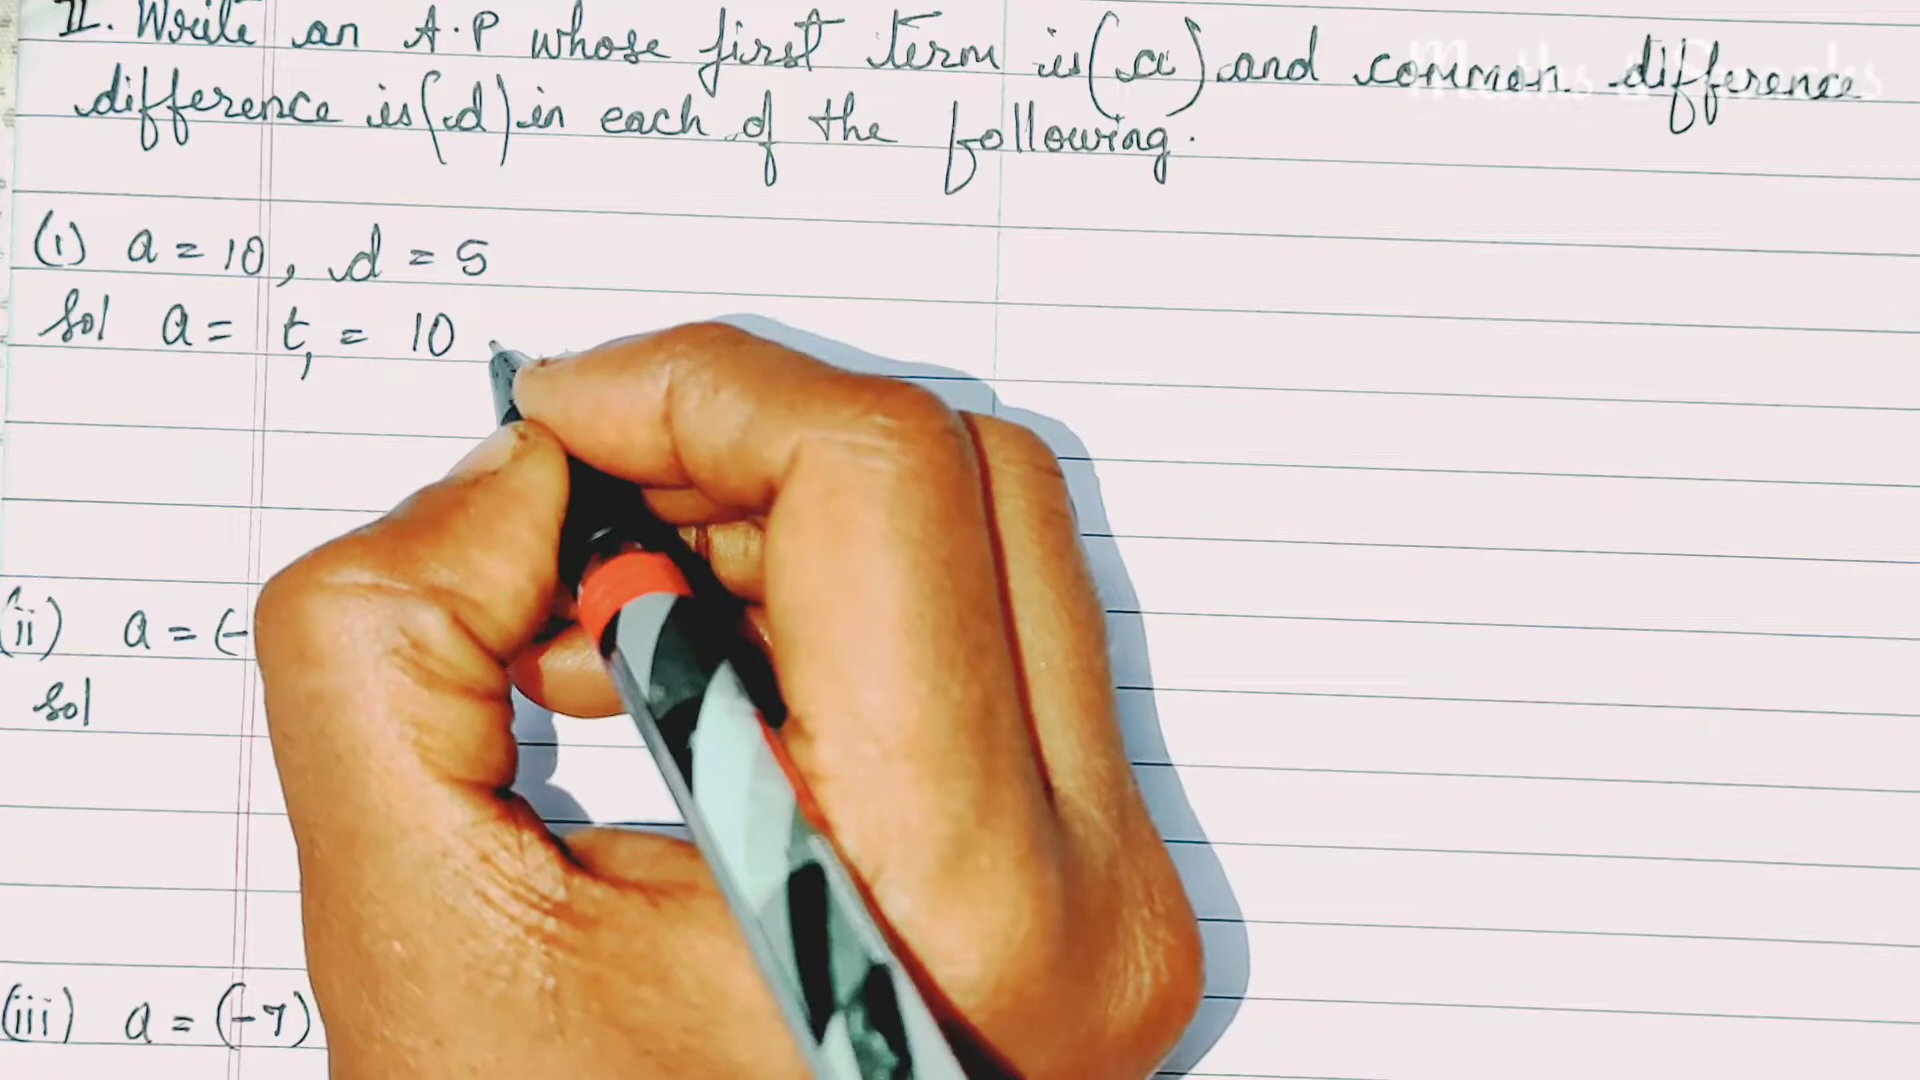 II. Write an A.P whose first term is (a) and common difference
difference is (d) in each of the following.
(i) a = 10, d = 5
Sol a = t₁ = 10
(ii) a = (-
Sol
(iii) a = (-7)